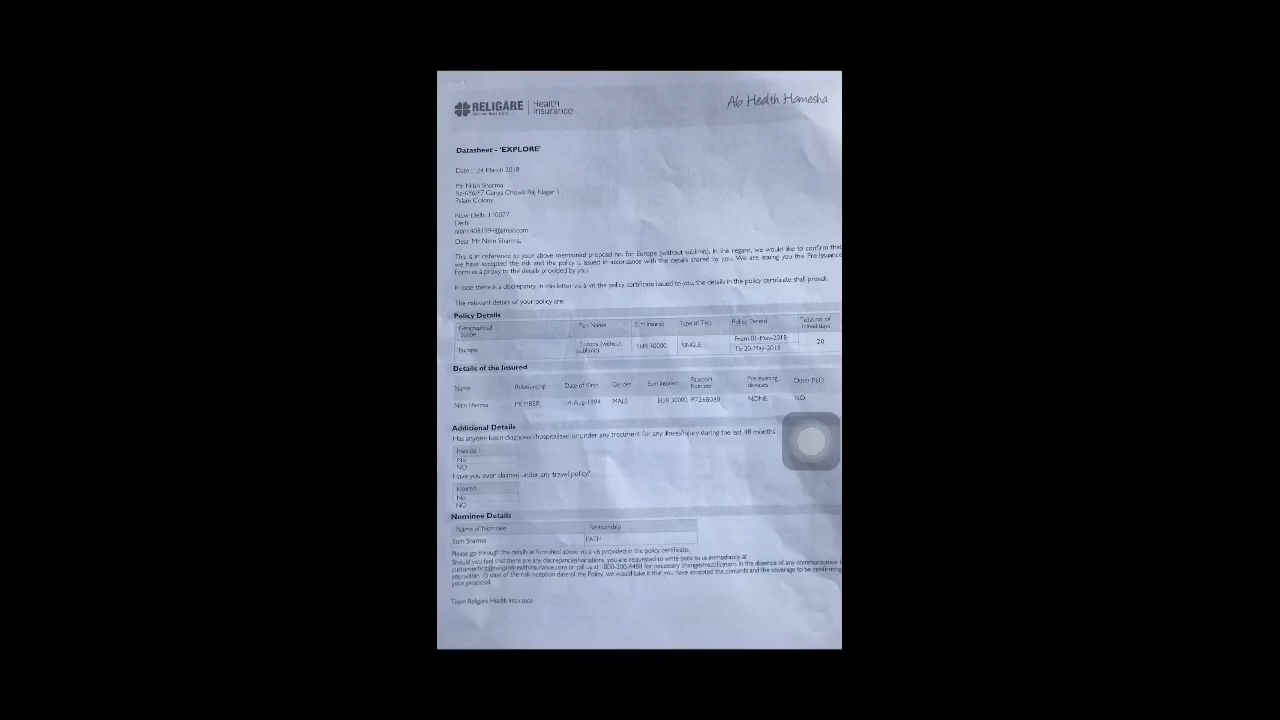 RELIGARE Health Insurance
Ab Health Hamesha
Datasheet - 'EXPLORE'
Date : 24 March 2018
Mr Nitin Sharma
Ganga Chowk Raj Nagar 1
Palam Colony
New Delhi 110077
Delhi
nitin14081994@gmail.com
Dear Mr Nitin Sharma,
This is in reference to your above mentioned proposal no. for Europe (without sublimit). In this regard, we would like to confirm that
we have accepted the risk and the policy is issued in accordance with the details shared by you. We are issuing you the Pre-Issuance
Form as a proxy to the details provided by you.
In case there is a discrepancy in this letter vis-à-vis the policy certificate issued to you, the details in the policy certificate shall prevail.
The relevant details of your policy are:
Policy Details
Geographical Scope Plan Name Sum Insured Type of Trip Policy Period Total no. of Travel days
Europe Europe (without sublimit) EUR 30000 SINGLE From 01-May-2018 To 20-May-2018 20
Details of the Insured
Name Relationship Date of Birth Gender Sum Insured Passport Number Pre-existing diseases Other PED
Nitin Sharma MEMBER 4-Aug-1994 MALE EUR 30000 NONE NO
Additional Details
Has anyone been diagnosed/hospitalized or under any treatment for any illness/injury during the last 48 months
Insured 1
No
NO
Have you ever claimed under any travel policy?
Insured
No
NO
Nominee Details
Name of Nominee Relationship
Som Sharma FATH
Please go through the details as furnished above vis-à-vis provided in the policy certificate.
Should you feel that there are any discrepancies/variations, you are requested to write back to us immediately at
customerfirst@religarehealthinsurance.com or call us at 1800-200-4488 for necessary changes/rectification. In the absence of any communication
you within 15 days of the risk inception date of the Policy, we would take it that you have accepted the contents and the coverage to be confirming
your proposal.
Team Religare Health Insurance